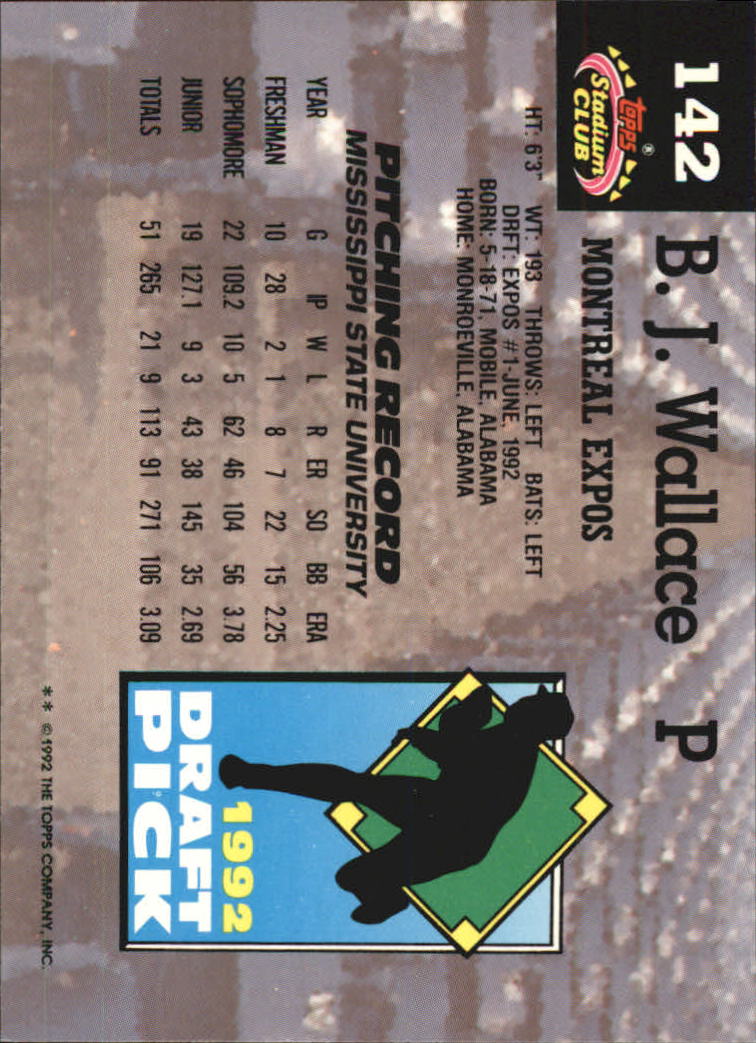 142
B. J. Wallace P
MONTREAL EXPOS
Topps®
Stadium
CLUB
HT: 6'3" WT: 193 THROWS: LEFT BATS: LEFT
DRFT: EXPOS #1-JUNE, 1992
BORN: 5-18-71, MOBILE, ALABAMA
HOME: MONROEVILLE, ALABAMA
PITCHING RECORD
MISSISSIPPI STATE UNIVERSITY
YEAR G IP W L R ER SO BB ERA
FRESHMAN 10 28 2 1 8 7 22 15 2.25
SOPHOMORE 22 109.2 10 5 62 46 104 56 3.78
JUNIOR 19 127.1 9 3 43 38 145 35 2.69
TOTALS 51 265 21 9 113 91 271 106 3.09
1992
DRAFT
PICK
** © 1992 THE TOPPS COMPANY, INC.